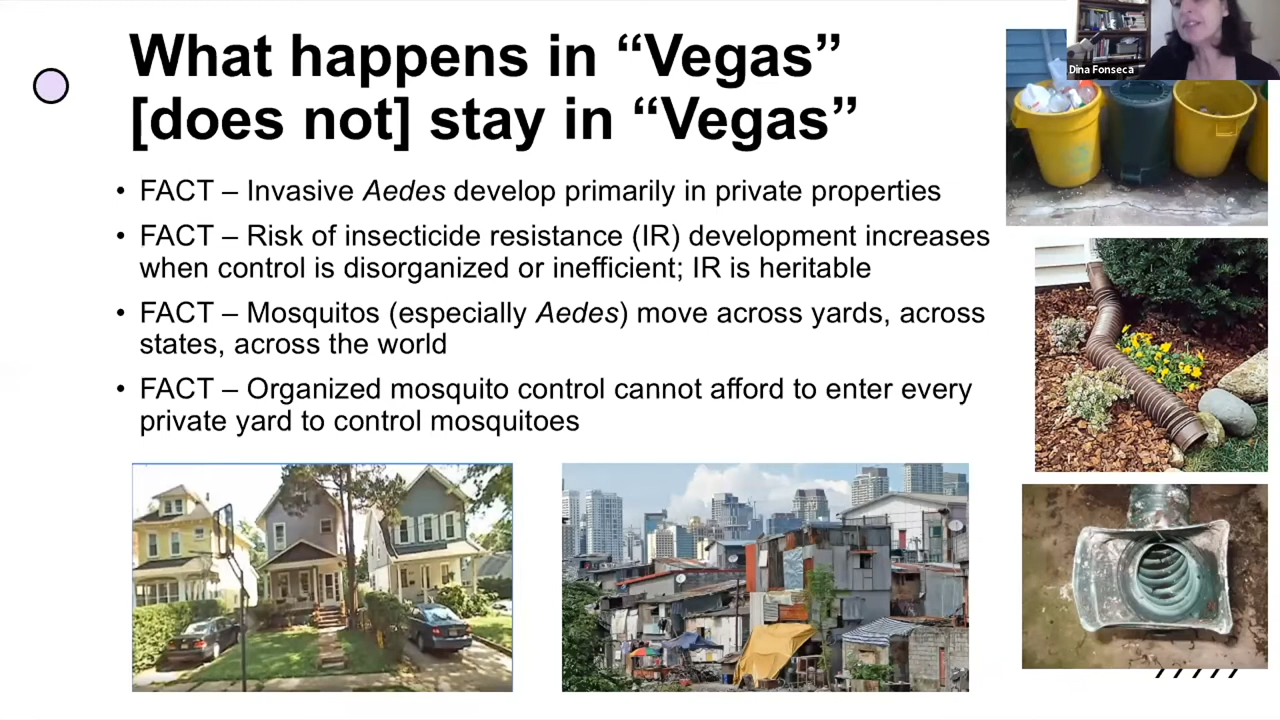 What happens in “Vegas”
[does not] stay in “Vegas”
Dina Fonseca
• FACT – Invasive Aedes develop primarily in private properties
• FACT – Risk of insecticide resistance (IR) development increases
when control is disorganized or inefficient; IR is heritable
• FACT – Mosquitos (especially Aedes) move across yards, across
states, across the world
• FACT – Organized mosquito control cannot afford to enter every
private yard to control mosquitoes